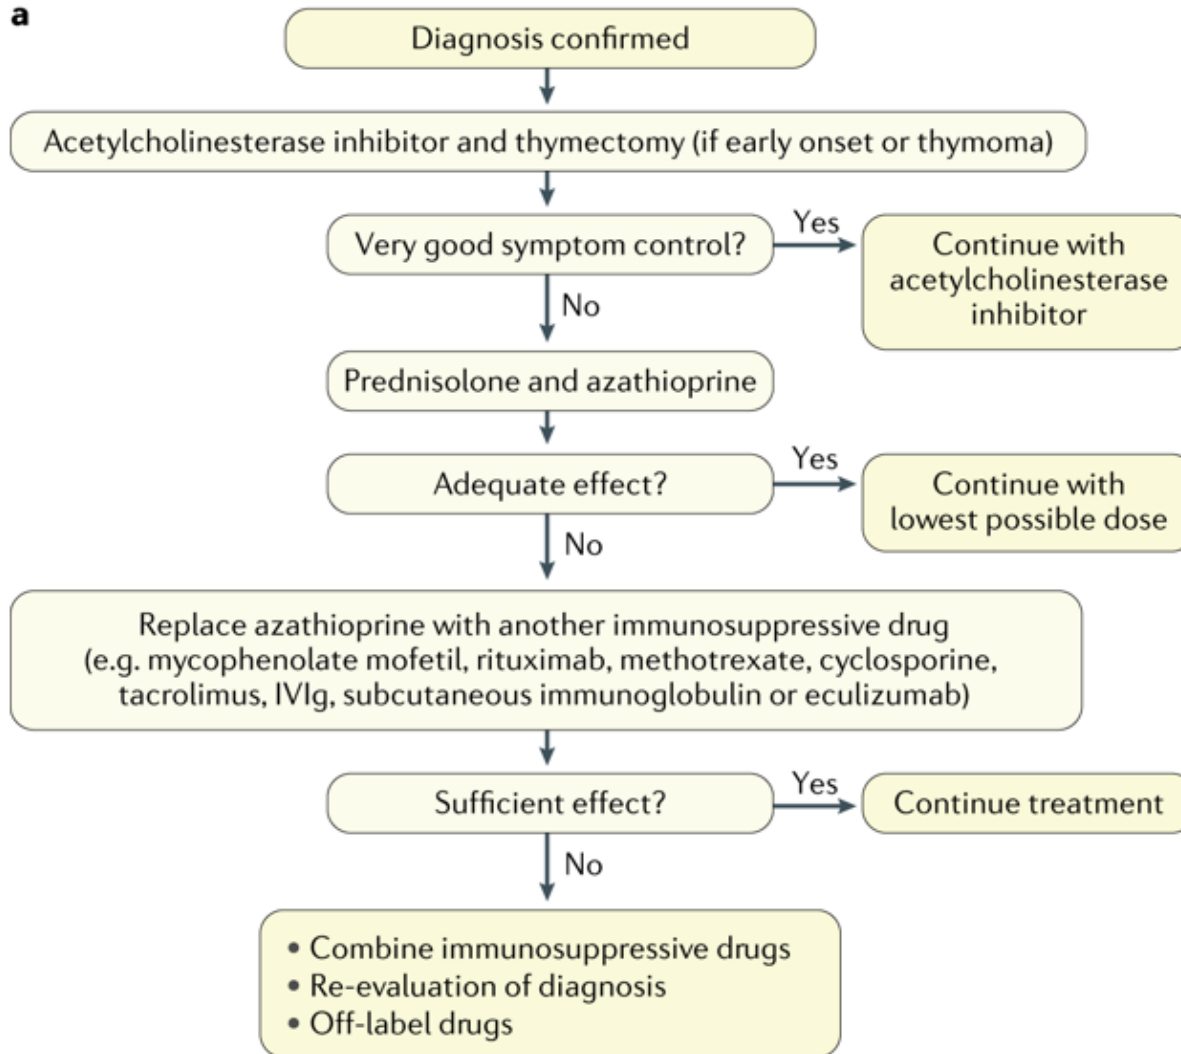 a
Diagnosis confirmed
Acetylcholinesterase inhibitor and thymectomy (if early onset or thymoma)
Very good symptom control?
Yes
Continue with
acetylcholinesterase
inhibitor
No
Prednisolone and azathioprine
Adequate effect?
Yes
Continue with
lowest possible dose
No
Replace azathioprine with another immunosuppressive drug
(e.g. mycophenolate mofetil, rituximab, methotrexate, cyclosporine,
tacrolimus, IVIg, subcutaneous immunoglobulin or eculizumab)
Sufficient effect?
Yes
Continue treatment
No
• Combine immunosuppressive drugs
• Re-evaluation of diagnosis
• Off-label drugs